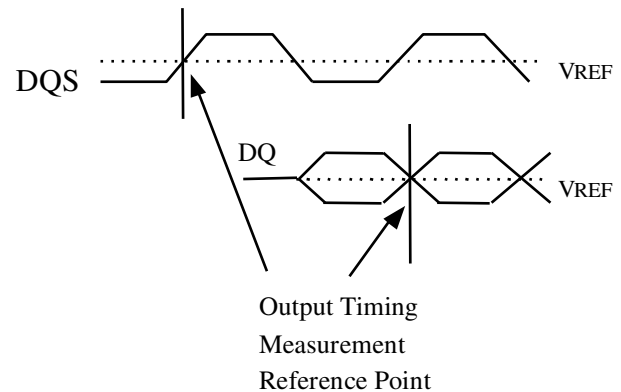 DQS
VREF
DQ
VREF
Output Timing
Measurement
Reference Point